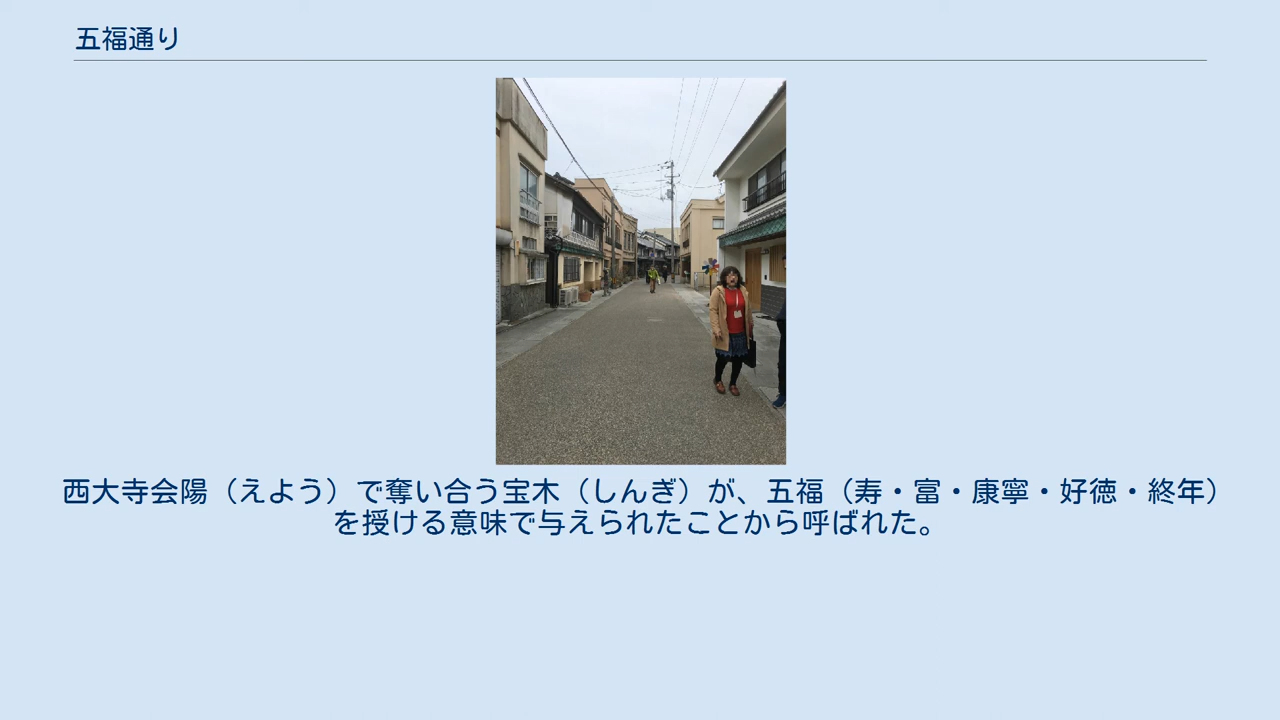 五福通り
西大寺会陽（えよう）で奪い合う宝木（しんぎ）が、五福（寿・富・康寧・好徳・終年）
を授ける意味で与えられたことから呼ばれた。